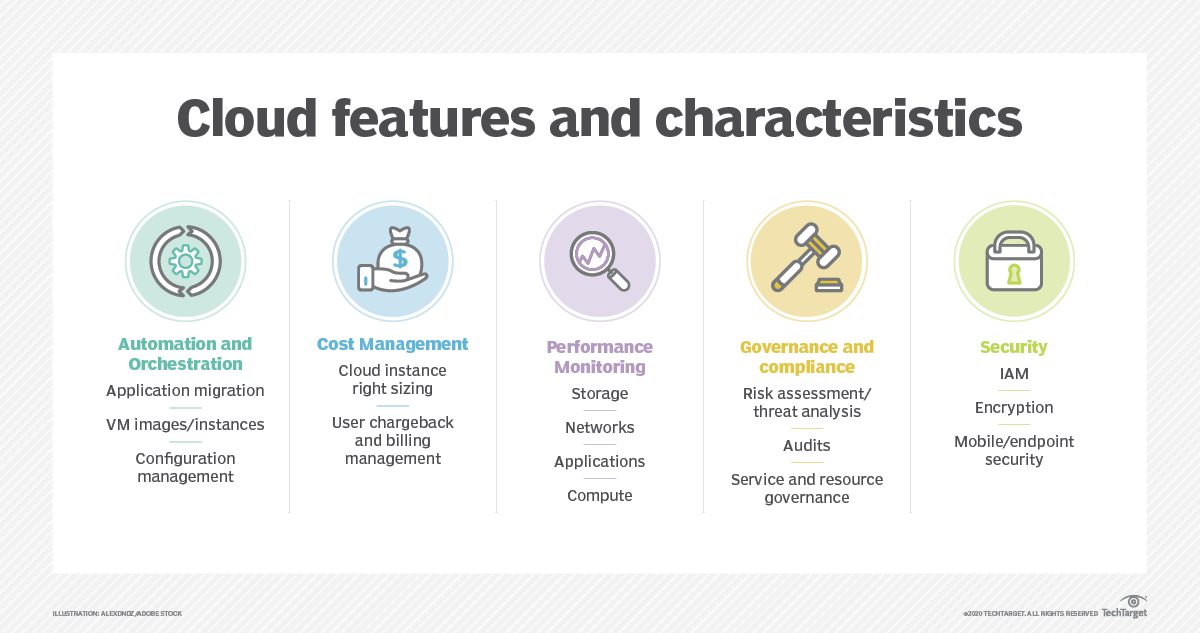 Cloud features and characteristics
Automation and
Orchestration
Application migration
VM images/instances
Configuration
management
$
Cost Management
Cloud instance
right sizing
User chargeback
and billing
management
Performance
Monitoring
Storage
Networks
Applications
Compute
Governance and
compliance
Risk assessment/
threat analysis
Audits
Service and resource
governance
Security
IAM
Encryption
Mobile/endpoint
security
ILLUSTRATION: ALEXDNDZ/ADOBE STOCK
©2020 TECHTARGET. ALL RIGHTS RESERVED TechTarget